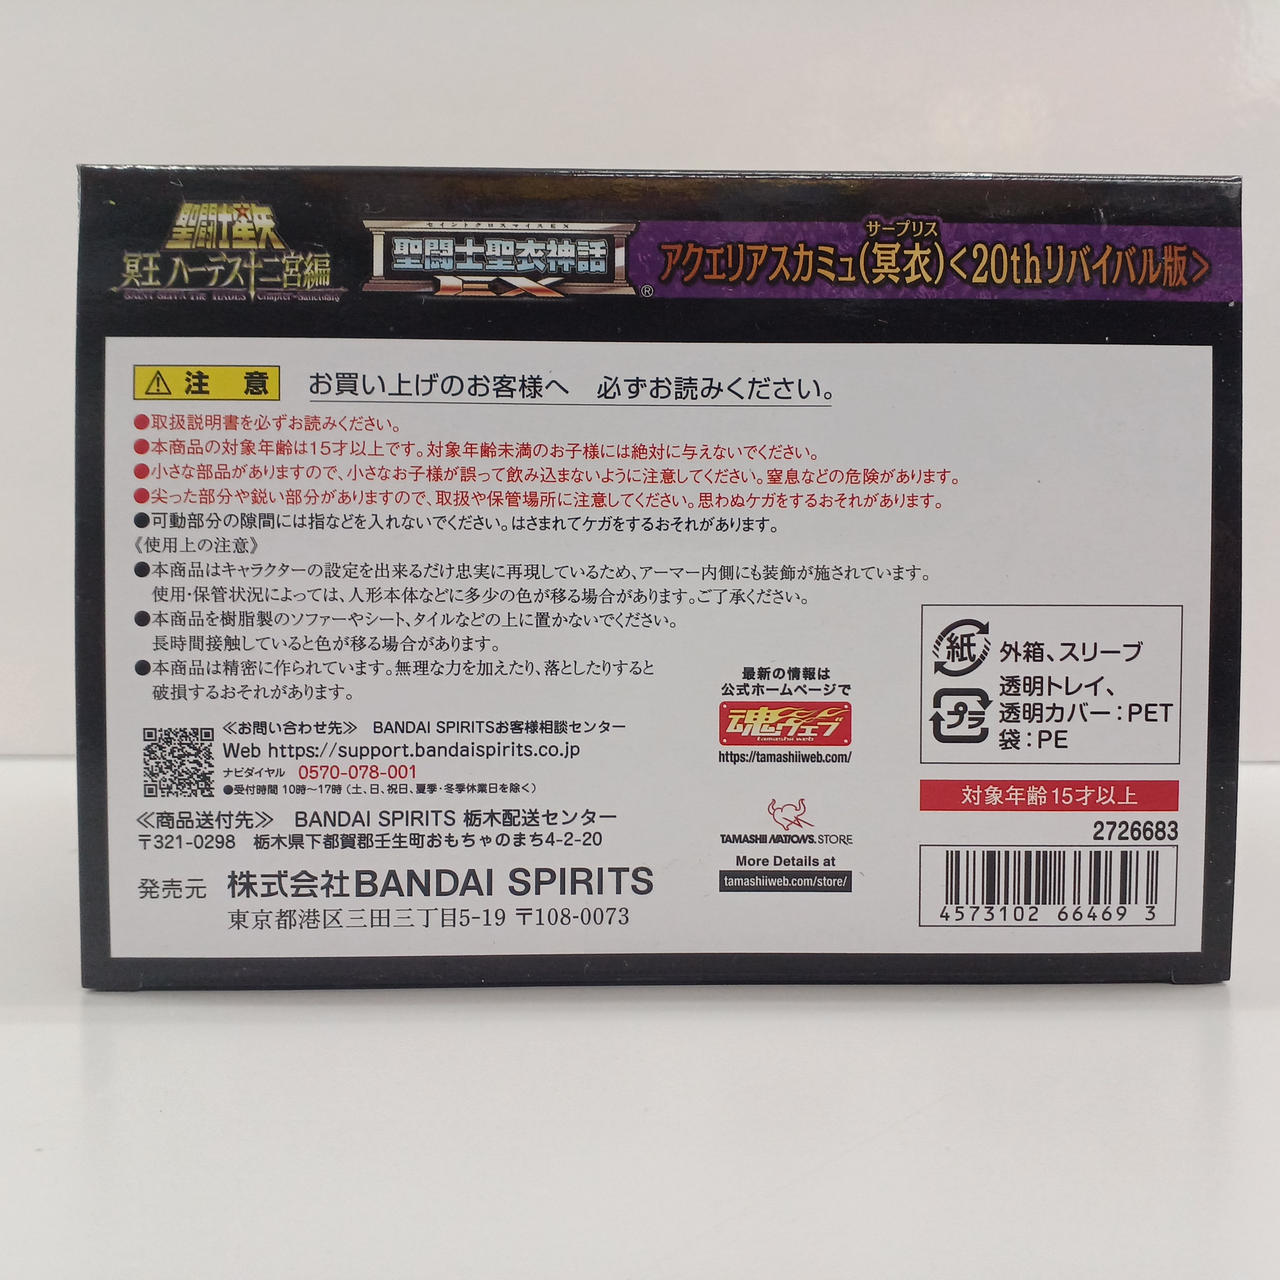 聖闘士星矢
冥王 ハーデス十二宮編
SAINT SEIYA The HADES Chapter-Sanctuary
セイントクロスマイスEX
聖闘士聖衣神話
EX ®
サープリス
アクエリアスカミュ(冥衣)<20thリバイバル版>
⚠注 意 お買い上げのお客様へ 必ずお読みください。
●取扱説明書を必ずお読みください。
●本商品の対象年齢は15才以上です。対象年齢未満のお子様には絶対に与えないでください。
●小さな部品がありますので、小さなお子様が誤って飲み込まないように注意してください。窒息などの危険があります。
●尖った部分や鋭い部分がありますので、取扱や保管場所に注意してください。思わぬケガをするおそれがあります。
●可動部分の隙間には指などを入れないでください。はさまれてケガをするおそれがあります。
《使用上の注意》
●本商品はキャラクターの設定を出来るだけ忠実に再現しているため、アーマー内側にも装飾が施されています。
使用・保管状況によっては、人形本体などに多少の色が移る場合があります。ご了承ください。
●本商品を樹脂製のソファーやシート、タイルなどの上に置かないでください。
長時間接触していると色が移る場合があります。
●本商品は精密に作られています。無理な力を加えたり、落としたりすると
破損するおそれがあります。
≪お問い合わせ先≫ BANDAI SPIRITSお客様相談センター
Web https://support.bandaispirits.co.jp
ナビダイヤル 0570-078-001
●受付時間 10時～17時(土、日、祝日、夏季・冬季休業日を除く)
≪商品送付先≫ BANDAI SPIRITS 栃木配送センター
〒321-0298 栃木県下都賀郡壬生町おもちゃのまち4-2-20
発売元 株式会社BANDAI SPIRITS
東京都港区三田三丁目5-19 〒108-0073
最新の情報は
公式ホームページで
魂ウェブ
tamashii web
https://tamashiiweb.com/
TAMASHII NATIONS STORE
More Details at
tamashiiweb.com/store/
紙 外箱、スリーブ
プラ 透明トレイ、
透明カバー:PET
袋:PE
対象年齢15才以上
2726683
4573102 66469 3